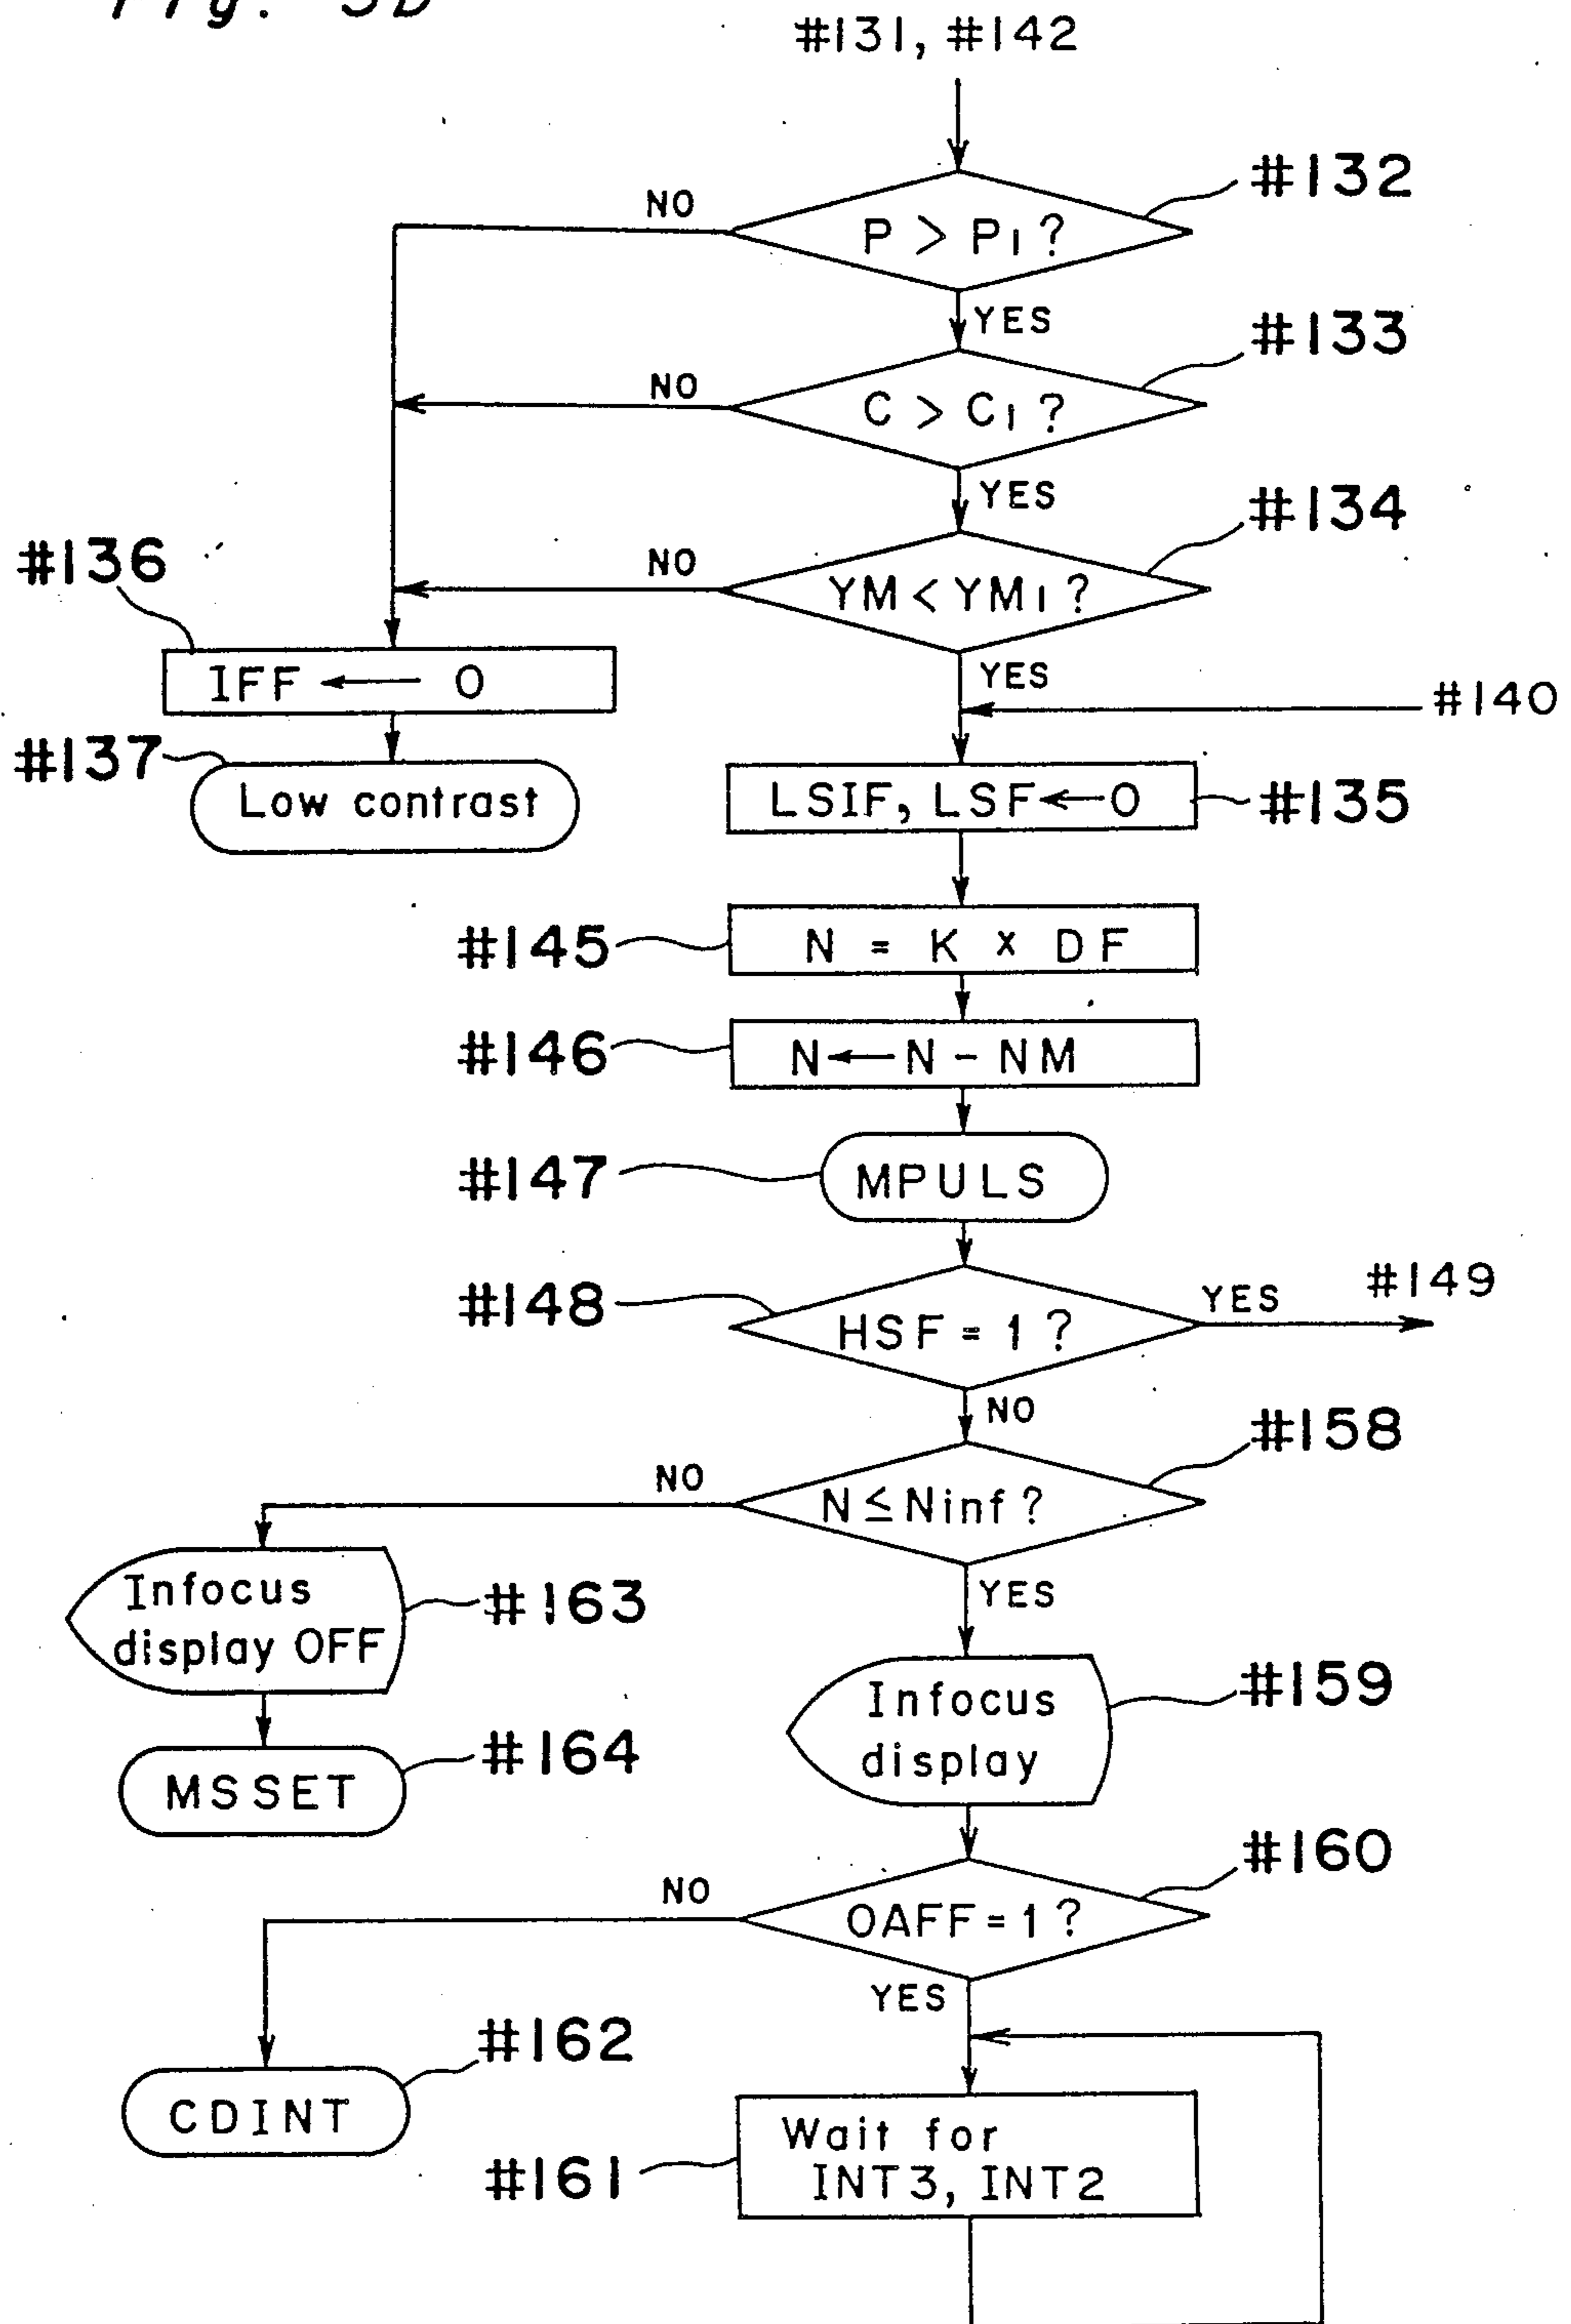 Fig. 5B
#131, #142
#132
NO
P > P1 ?
YES
#133
NO
C > C1 ?
YES
#134
NO
YM < YM1 ?
#136
YES
IFF ← 0
#140
#137
Low contrast
LSIF, LSF ← 0
#135
#145
N = K × DF
#146
N ← N - NM
#147
MPULS
#149
YES
#148
HSF = 1 ?
NO
#158
NO
N ≤ Ninf ?
YES
Infocus
display OFF
#163
Infocus
display
#159
#164
MSSET
#160
NO
OAFF = 1 ?
YES
#162
CDINT
Wait for
INT3, INT2
#161